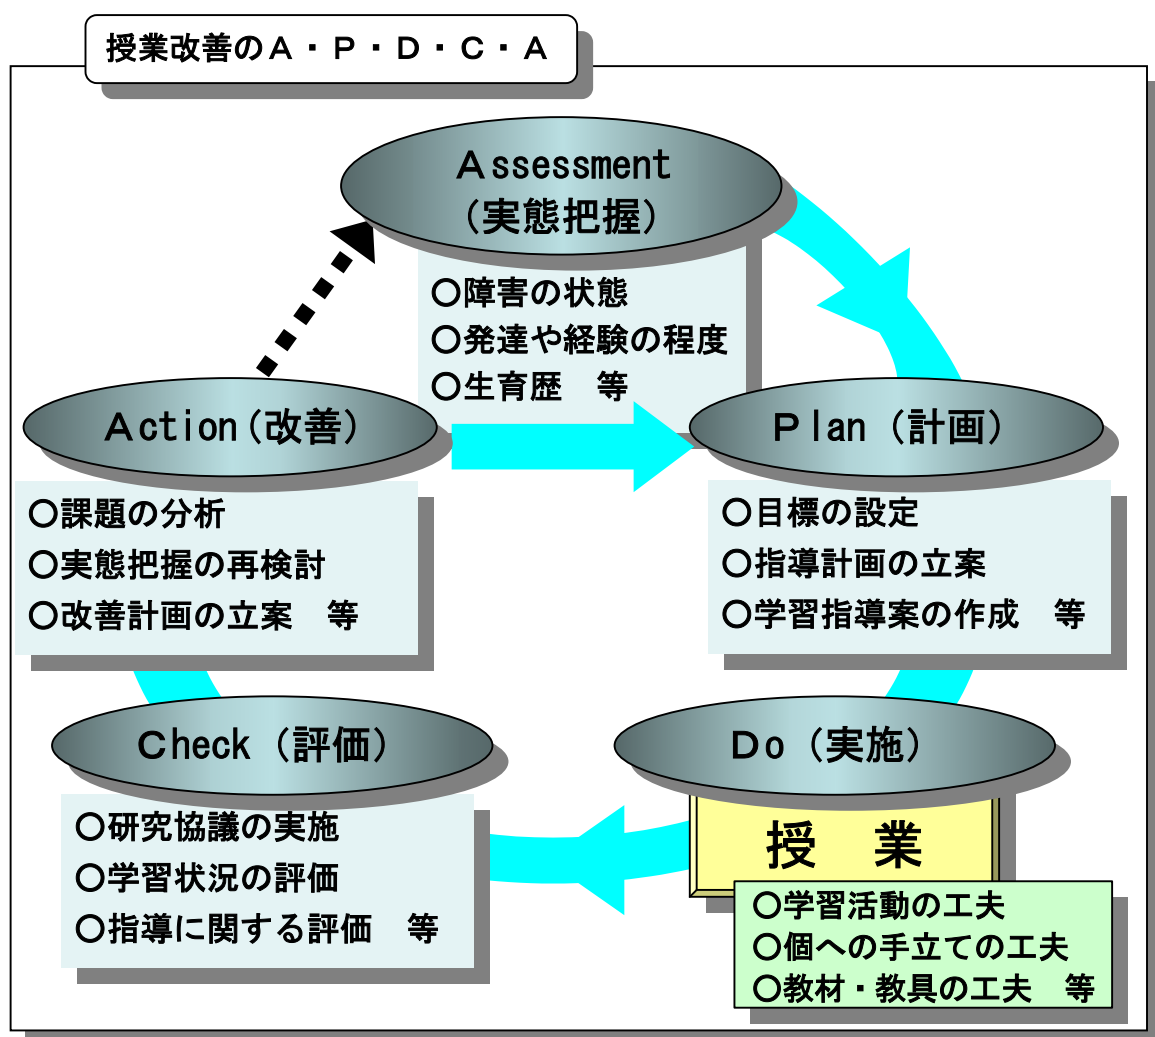 授業改善のA・P・D・C・A
Assessment
(実態把握)
○障害の状態
○発達や経験の程度
○生育歴　等
Action(改善)
○課題の分析
○実態把握の再検討
○改善計画の立案　等
Plan (計画)
○目標の設定
○指導計画の立案
○学習指導案の作成　等
Check (評価)
○研究協議の実施
○学習状況の評価
○指導に関する評価　等
Do (実施)
授　業
○学習活動の工夫
○個への手立ての工夫
○教材・教具の工夫　等